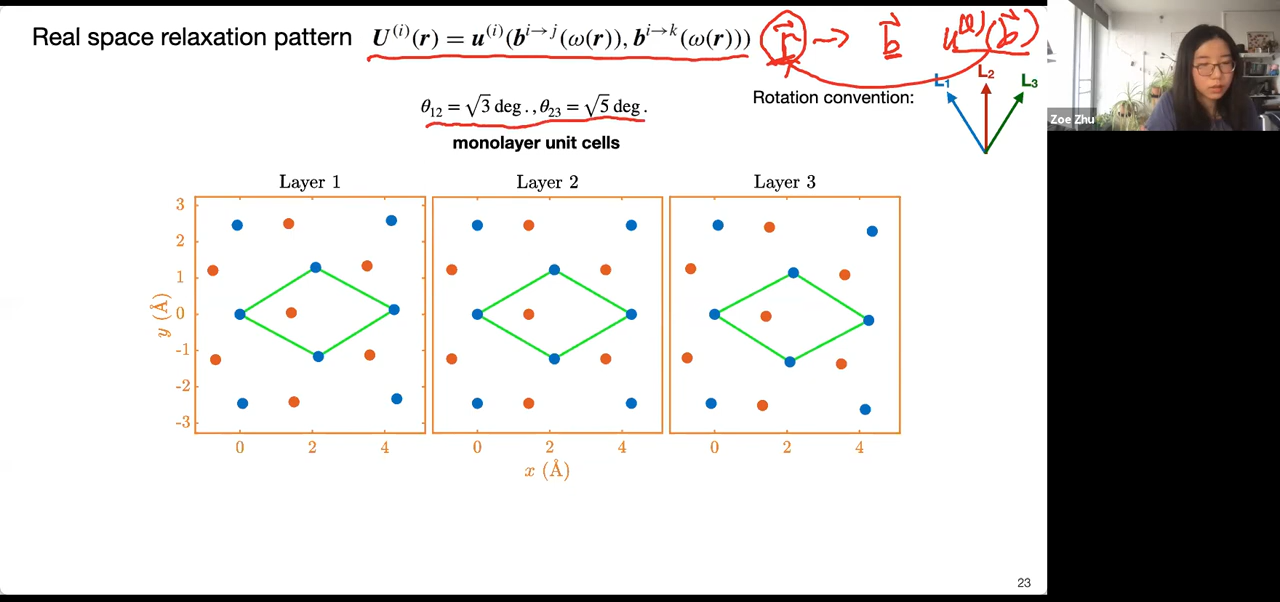 Real space relaxation pattern U⁽ⁱ⁾(r) = u⁽ⁱ⁾(bⁱ→ʲ(ω(r)), bⁱ→ᵏ(ω(r)))
r⃗ → b⃗ u⁽ʲ⁾(b⃗)
θ₁₂ = √3 deg., θ₂₃ = √5 deg.
monolayer unit cells
Rotation convention:
L₁ L₂ L₃
Zoe Zhu
Layer 1 Layer 2 Layer 3
3
2
1
0
-1
-2
-3
y (Å)
0 2 4 0 2 4 0 2 4
x (Å)
23